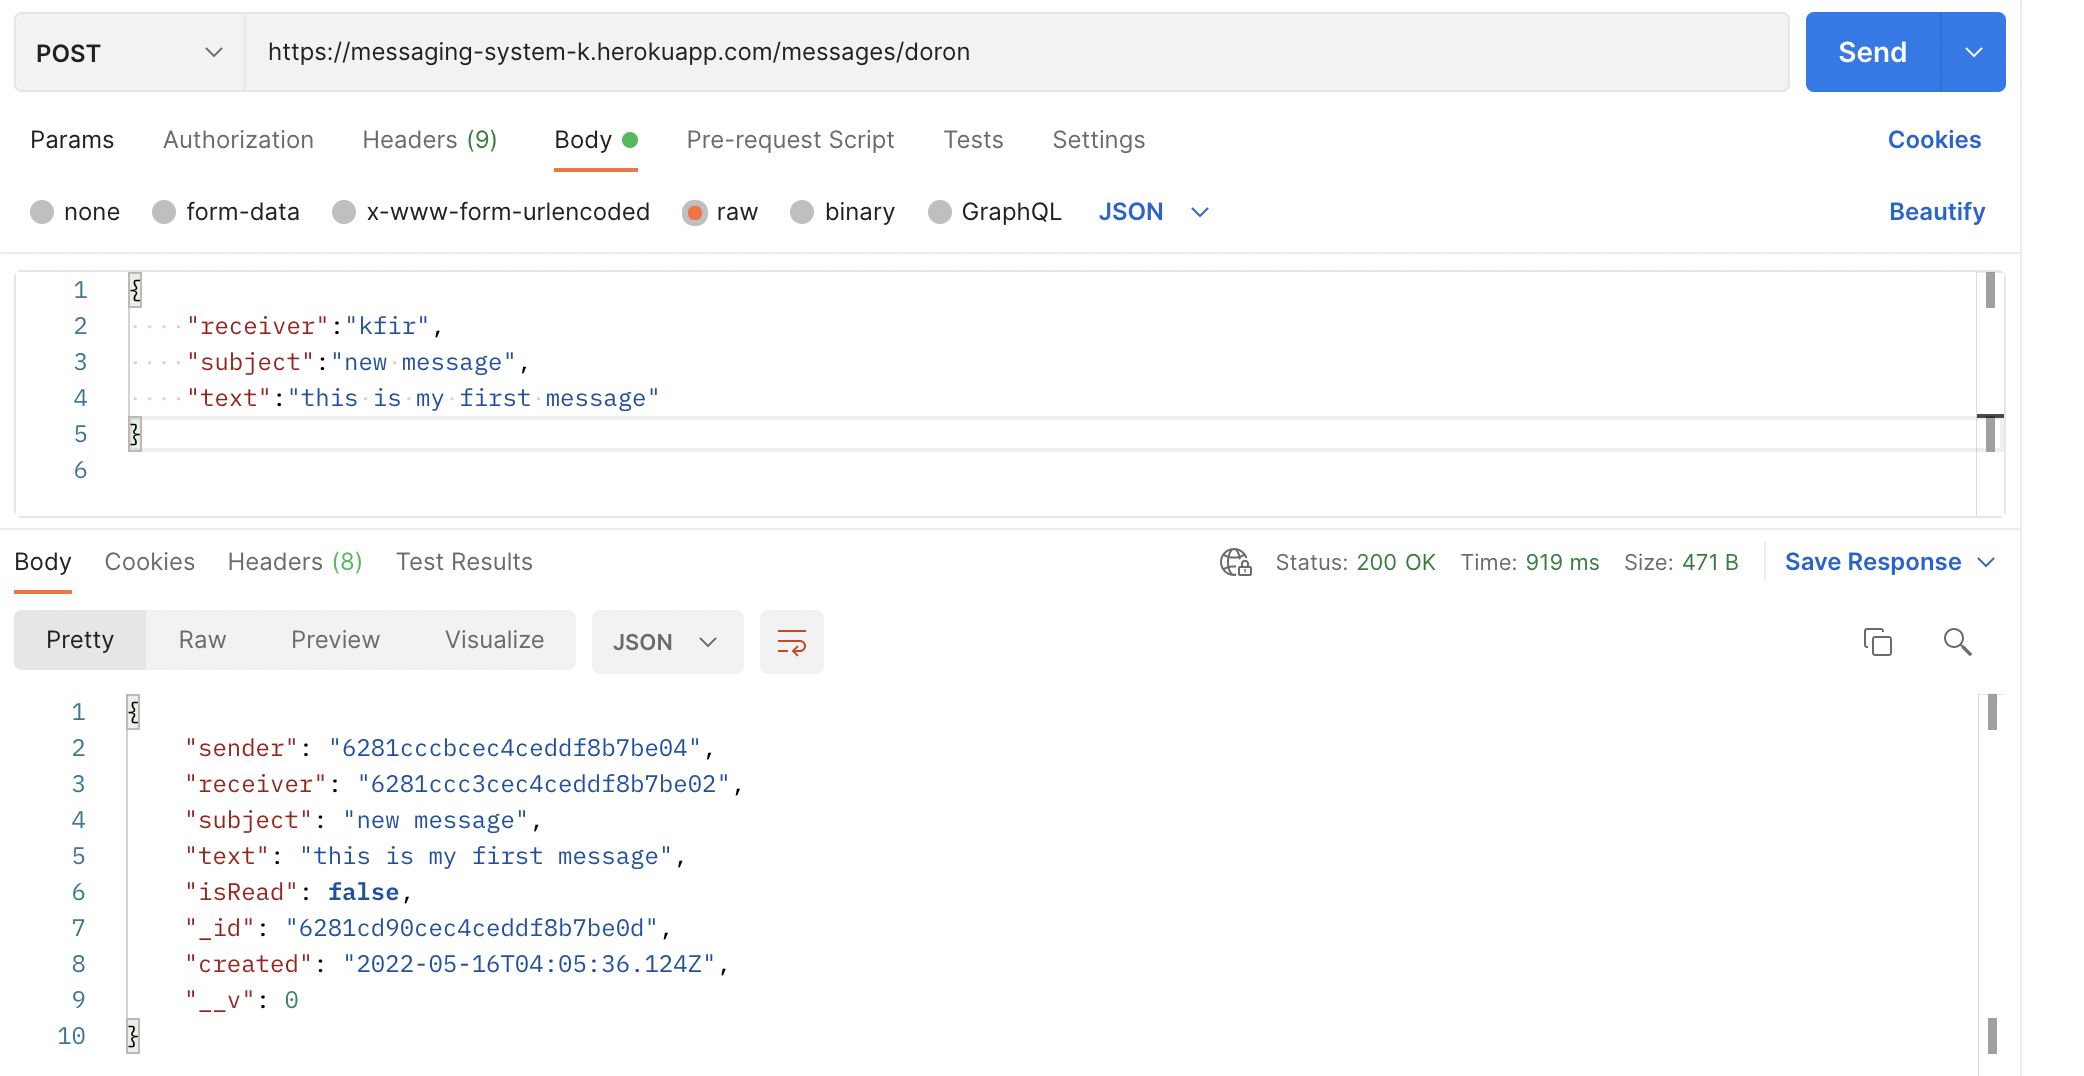 POST https://messaging-system-k.herokuapp.com/messages/doron Send
Params Authorization Headers (9) Body Pre-request Script Tests Settings Cookies
none form-data x-www-form-urlencoded raw binary GraphQL JSON Beautify
1 {
2 "receiver":"kfir",
3 "subject":"new message",
4 "text":"this is my first message"
5 }
6
Body Cookies Headers (8) Test Results Status: 200 OK Time: 919 ms Size: 471 B Save Response
Pretty Raw Preview Visualize JSON
1 {
2 "sender": "6281cccbcec4ceddf8b7be04",
3 "receiver": "6281ccc3cec4ceddf8b7be02",
4 "subject": "new message",
5 "text": "this is my first message",
6 "isRead": false,
7 "_id": "6281cd90cec4ceddf8b7be0d",
8 "created": "2022-05-16T04:05:36.124Z",
9 "__v": 0
10 }